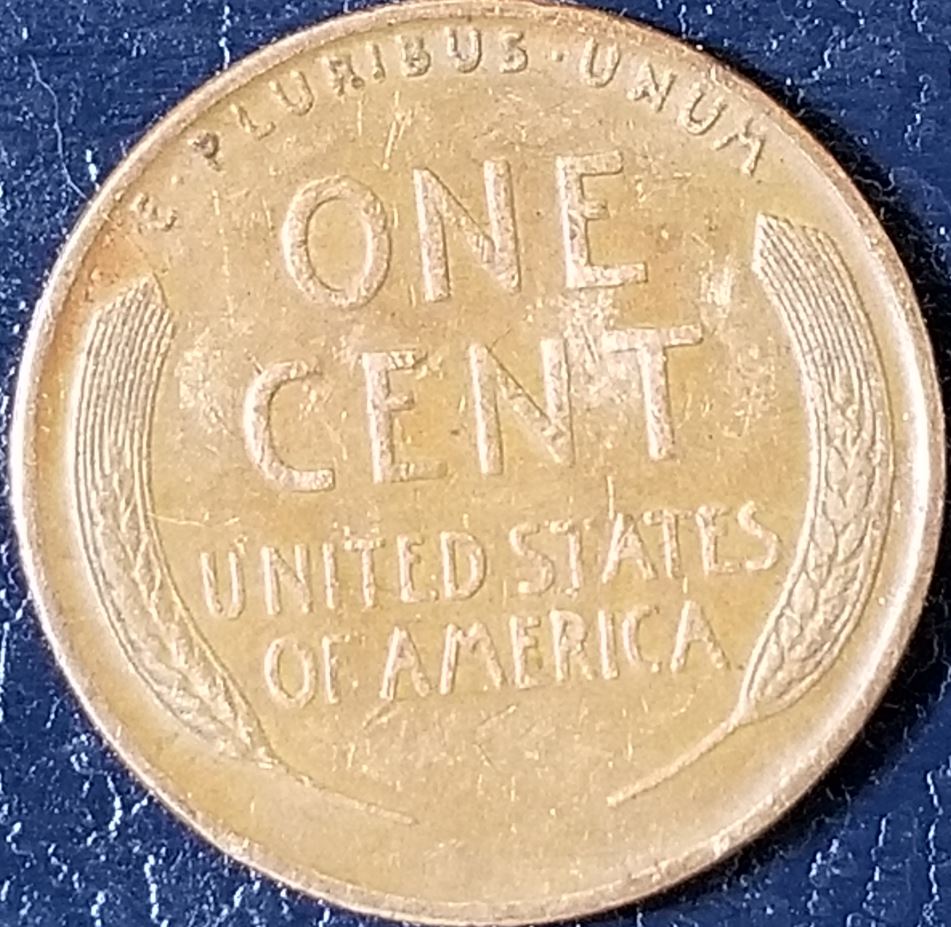 E·PLURIBUS·UNUM
ONE
CENT
UNITED STATES
OF AMERICA